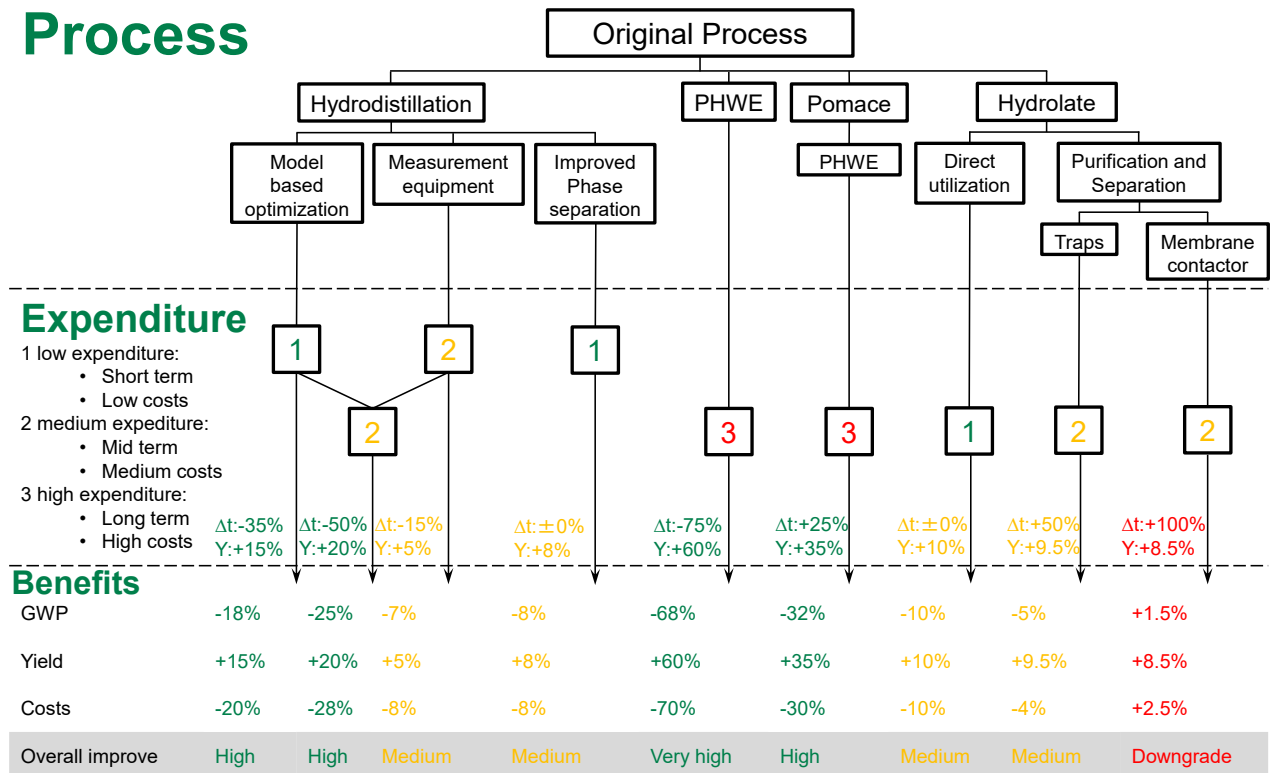 Process
Original Process
Hydrodistillation
PHWE
Pomace
Hydrolate
Model
based
optimization
Measurement
equipment
Improved
Phase
separation
PHWE
Direct
utilization
Purification and
Separation
Traps
Membrane
contactor
Expenditure
1 low expenditure:
• Short term
• Low costs
2 medium expediture:
• Mid term
• Medium costs
3 high expenditure:
• Long term
• High costs
1
2
1
2
3
3
1
2
2
Δt:-35% Δt:-50% Δt:-15% Δt:±0% Δt:-75% Δt:+25% Δt:±0% Δt:+50% Δt:+100%
Y:+15% Y:+20% Y:+5% Y:+8% Y:+60% Y:+35% Y:+10% Y:+9.5% Y:+8.5%
Benefits
GWP -18% -25% -7% -8% -68% -32% -10% -5% +1.5%
Yield +15% +20% +5% +8% +60% +35% +10% +9.5% +8.5%
Costs -20% -28% -8% -8% -70% -30% -10% -4% +2.5%
Overall improve High High Medium Medium Very high High Medium Medium Downgrade